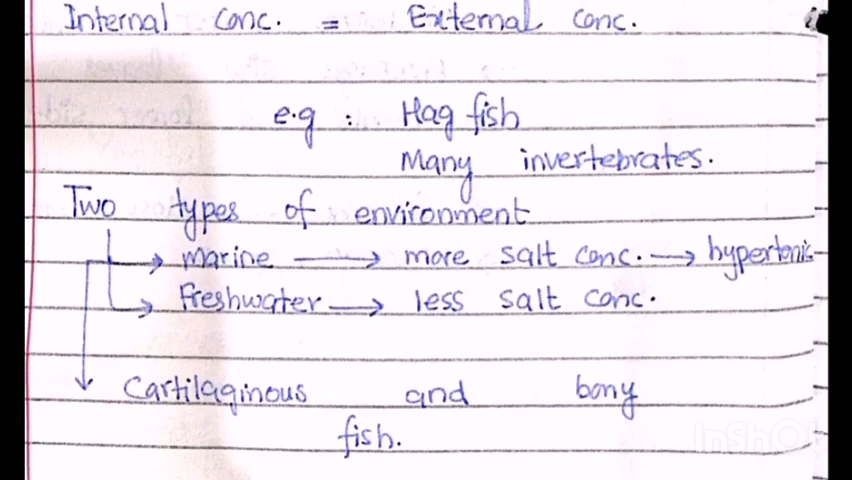 Internal conc. = External conc.
e.g : Hag fish
Many invertebrates.
Two types of environment
→ marine → more salt conc. → hypertonic
→ Freshwater → less salt conc.
Cartilaginous and bony
fish.
InShOt